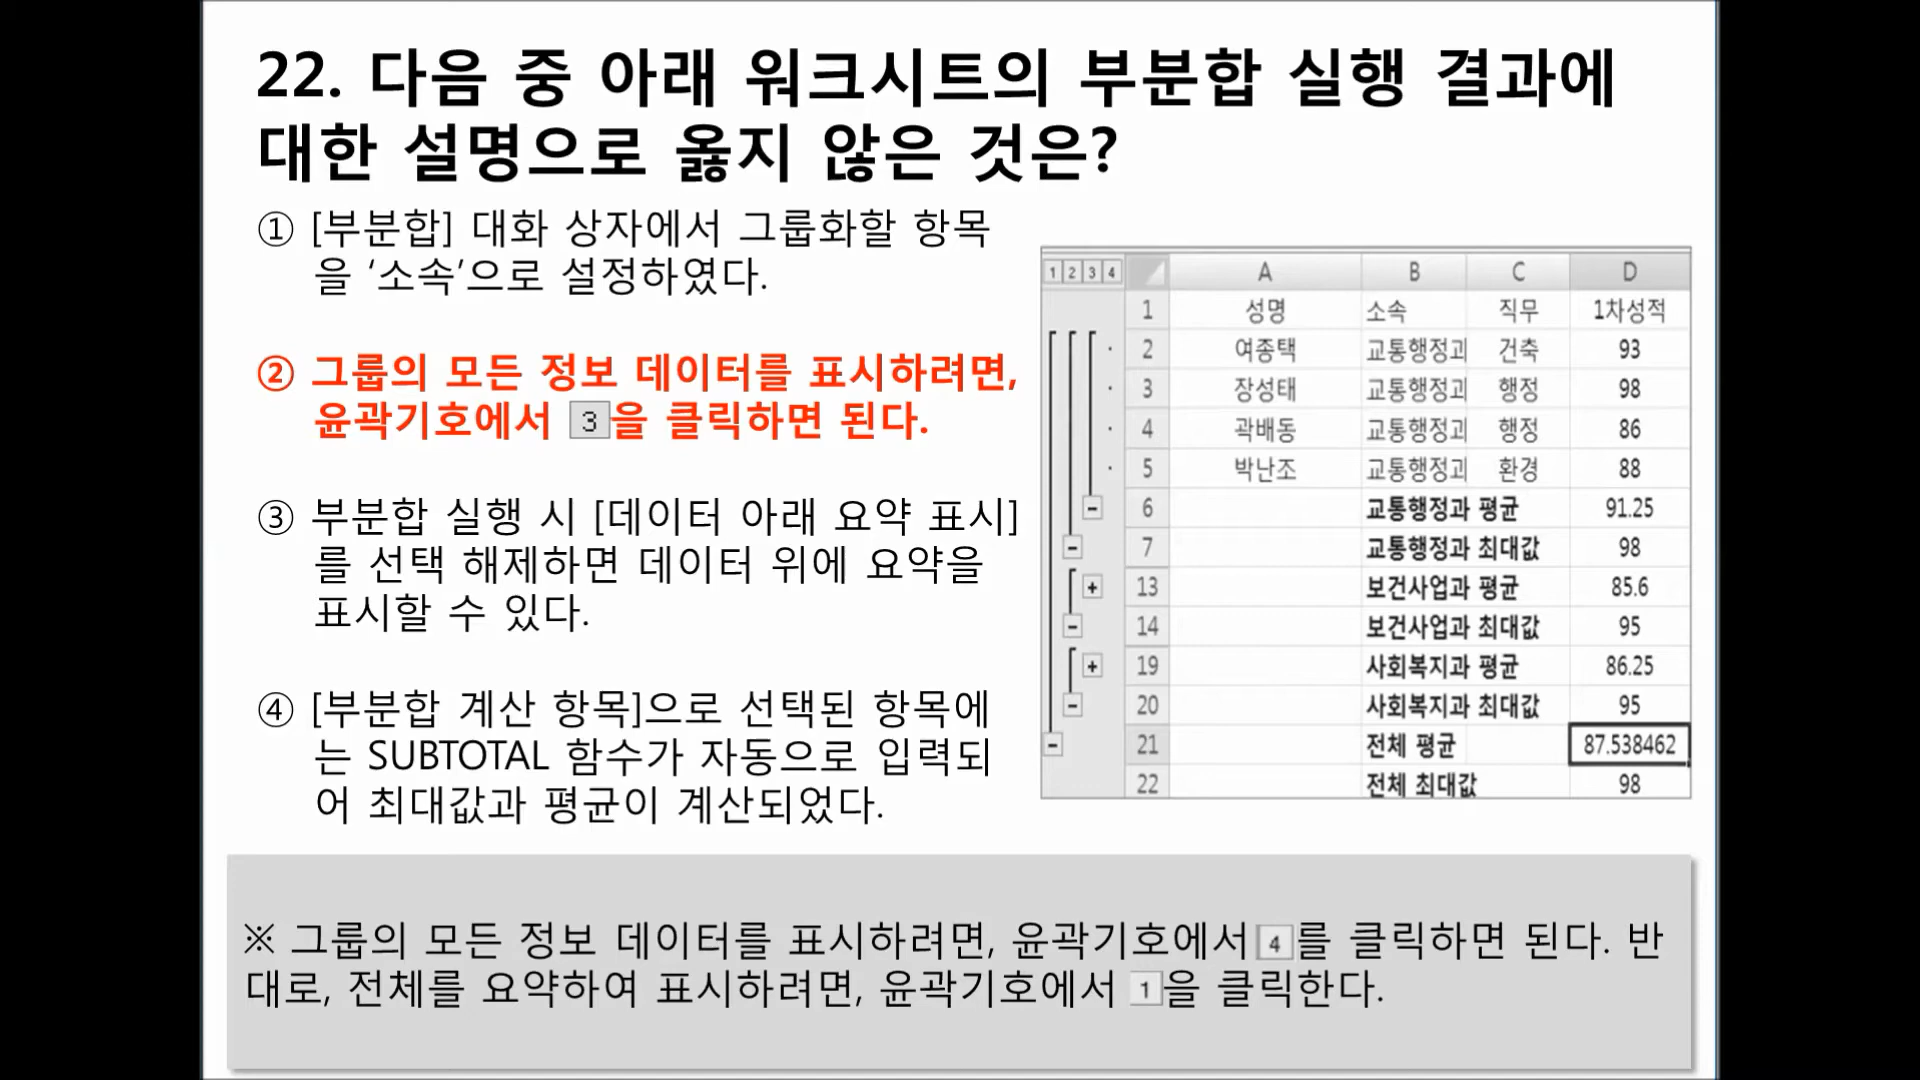 22. 다음 중 아래 워크시트의 부분합 실행 결과에
대한 설명으로 옳지 않은 것은?
① [부분합] 대화 상자에서 그룹화할 항목
을 ‘소속’으로 설정하였다.
② 그룹의 모든 정보 데이터를 표시하려면,
윤곽기호에서 3을 클릭하면 된다.
③ 부분합 실행 시 [데이터 아래 요약 표시]
를 선택 해제하면 데이터 위에 요약을
표시할 수 있다.
④ [부분합 계산 항목]으로 선택된 항목에
는 SUBTOTAL 함수가 자동으로 입력되
어 최대값과 평균이 계산되었다.
1 2 3 4 A B C D
1 성명 소속 직무 1차성적
2 여종택 교통행정과 건축 93
3 장성태 교통행정과 행정 98
4 곽배동 교통행정과 행정 86
5 박난조 교통행정과 환경 88
6 교통행정과 평균 91.25
7 교통행정과 최대값 98
13 보건사업과 평균 85.6
14 보건사업과 최대값 95
19 사회복지과 평균 86.25
20 사회복지과 최대값 95
21 전체 평균 87.538462
22 전체 최대값 98
※ 그룹의 모든 정보 데이터를 표시하려면, 윤곽기호에서 4를 클릭하면 된다. 반
대로, 전체를 요약하여 표시하려면, 윤곽기호에서 1을 클릭한다.